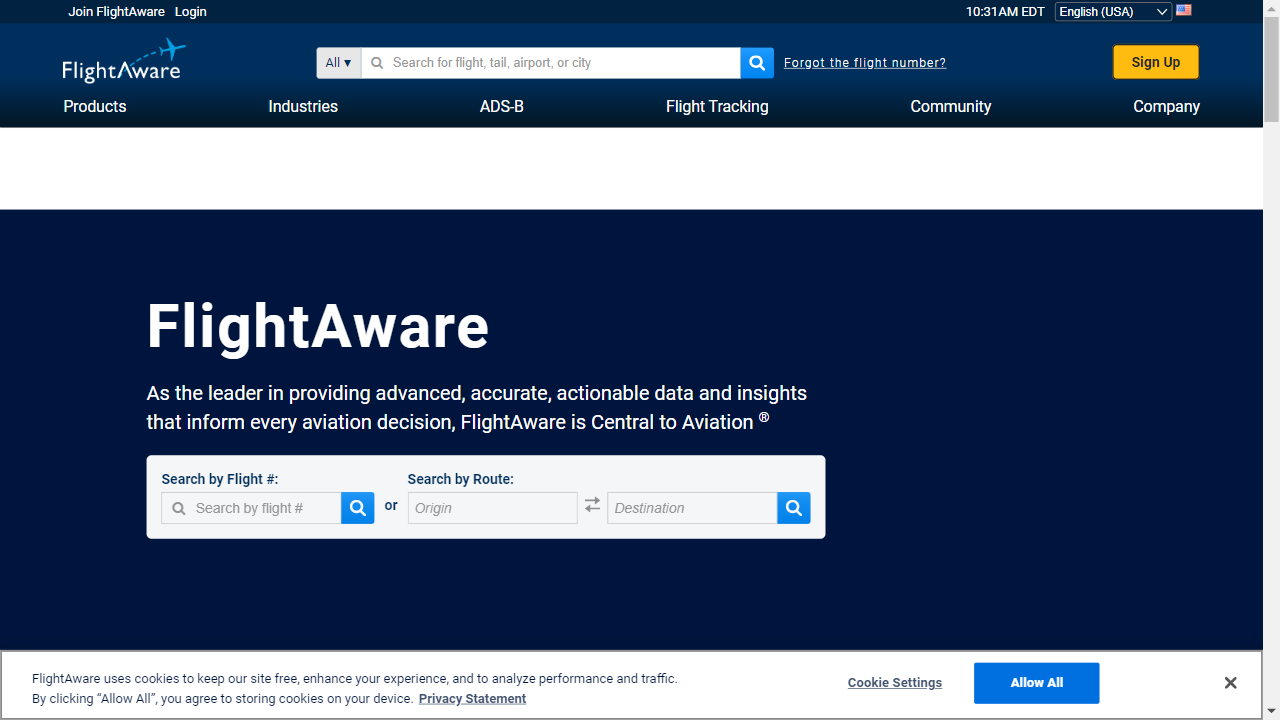 Join FlightAware Login 10:31AM EDT English (USA)
FlightAware All ▾ Search for flight, tail, airport, or city Forgot the flight number? Sign Up
Products Industries ADS-B Flight Tracking Community Company
FlightAware
As the leader in providing advanced, accurate, actionable data and insights
that inform every aviation decision, FlightAware is Central to Aviation ®
Search by Flight #: Search by Route:
Search by flight # or Origin Destination
FlightAware uses cookies to keep our site free, enhance your experience, and to analyze performance and traffic.
By clicking “Allow All”, you agree to storing cookies on your device. Privacy Statement
Cookie Settings Allow All